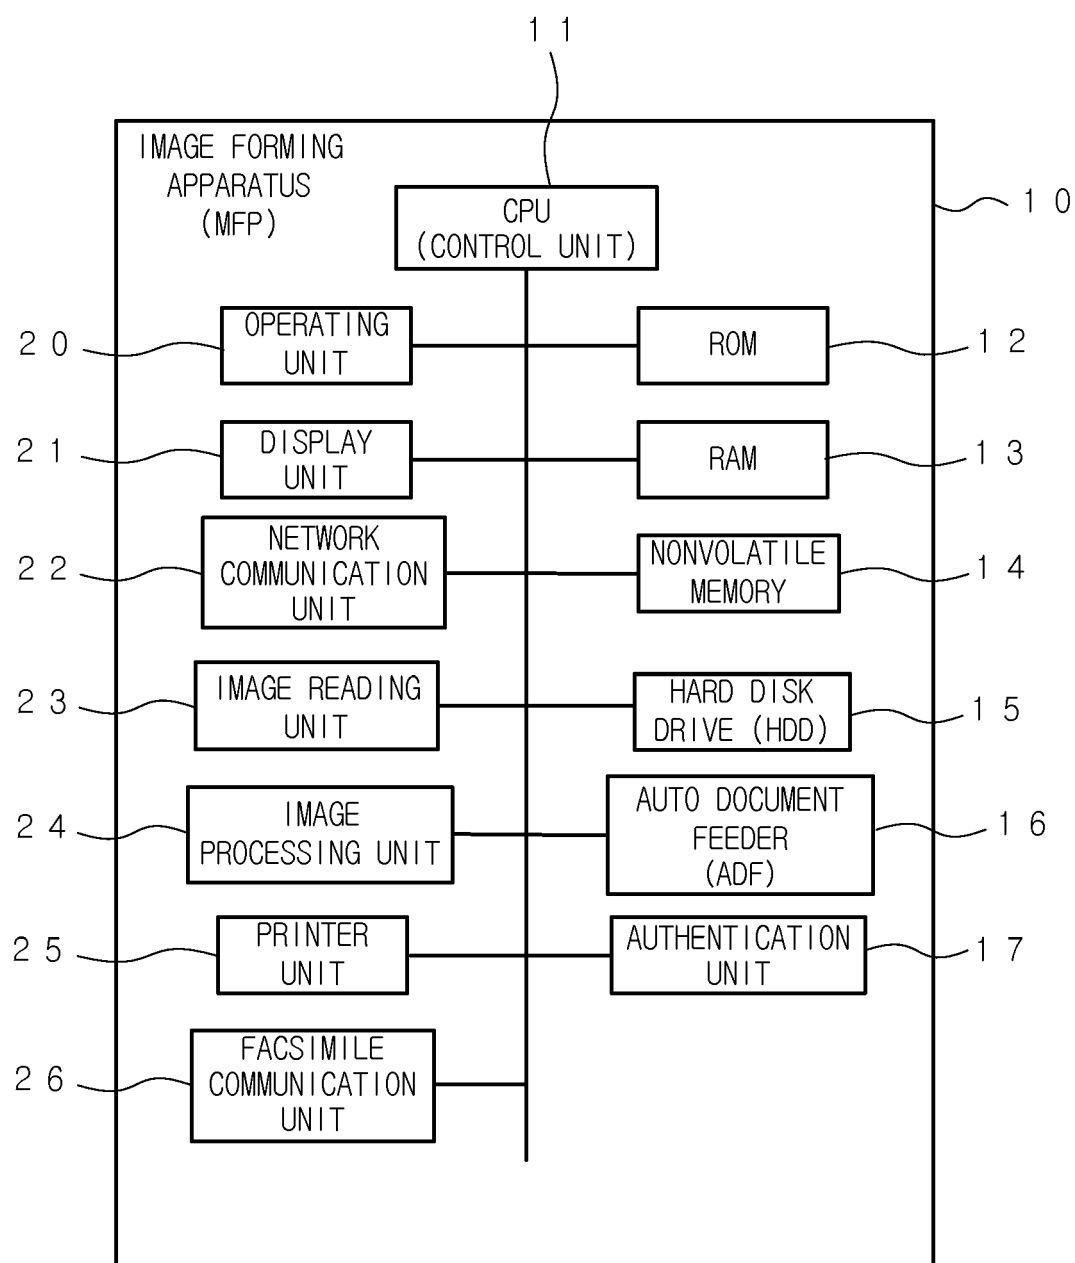 11
IMAGE FORMING
APPARATUS
(MFP)
10
CPU
(CONTROL UNIT)
20
OPERATING
UNIT
ROM
12
21
DISPLAY
UNIT
RAM
13
22
NETWORK
COMMUNICATION
UNIT
NONVOLATILE
MEMORY
14
23
IMAGE READING
UNIT
HARD DISK
DRIVE (HDD)
15
24
IMAGE
PROCESSING UNIT
AUTO DOCUMENT
FEEDER
(ADF)
16
25
PRINTER
UNIT
AUTHENTICATION
UNIT
17
26
FACSIMILE
COMMUNICATION
UNIT